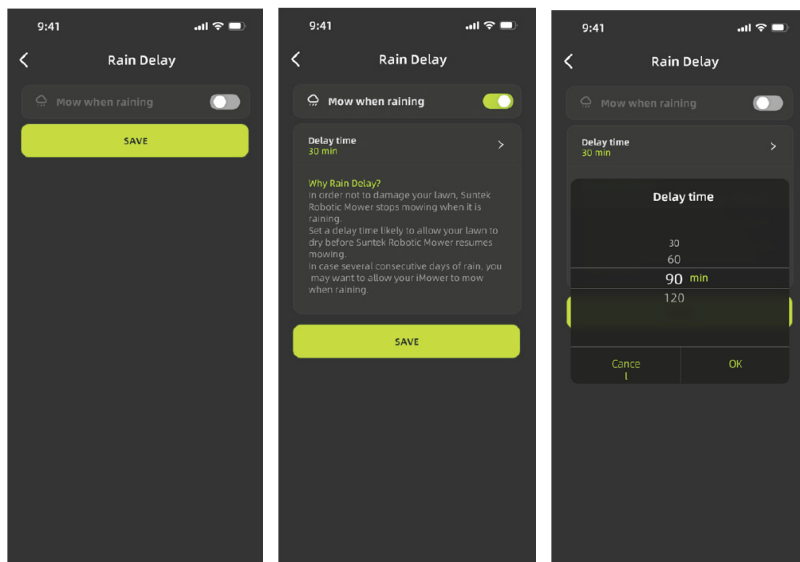 9:41
Rain Delay
Mow when raining
SAVE
9:41
Rain Delay
Mow when raining
Delay time
30 min
Why Rain Delay?
In order not to damage your lawn, Suntek
Robotic Mower stops mowing when it is
raining.
Set a delay time likely to allow your lawn to
dry before Suntek Robotic Mower resumes
mowing.
In case several consecutive days of rain, you
may want to allow your iMower to mow
when raining.
SAVE
9:41
Rain Delay
Mow when raining
Delay time
30 min
Delay time
30
60
90 min
120
Cance
l
OK